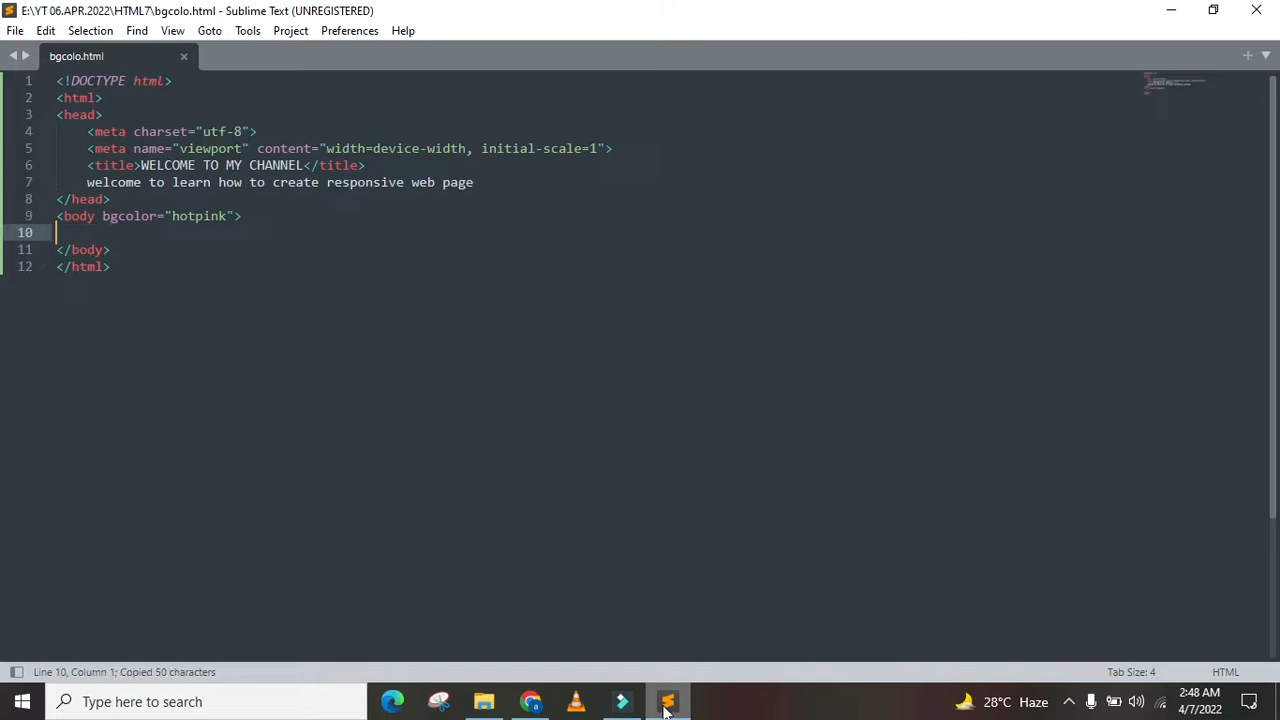 E:\YT 06.APR.2022\HTML7\bgcolo.html - Sublime Text (UNREGISTERED)
File Edit Selection Find View Goto Tools Project Preferences Help
bgcolo.html
1 <!DOCTYPE html>
2 <html>
3 <head>
4 <meta charset="utf-8">
5 <meta name="viewport" content="width=device-width, initial-scale=1">
6 <title>WELCOME TO MY CHANNEL</title>
7 welcome to learn how to create responsive web page
8 </head>
9 <body bgcolor="hotpink">
10
11 </body>
12 </html>
Line 10, Column 1; Copied 50 characters Tab Size: 4 HTML
Type here to search 28°C Haze 2:48 AM
4/7/2022